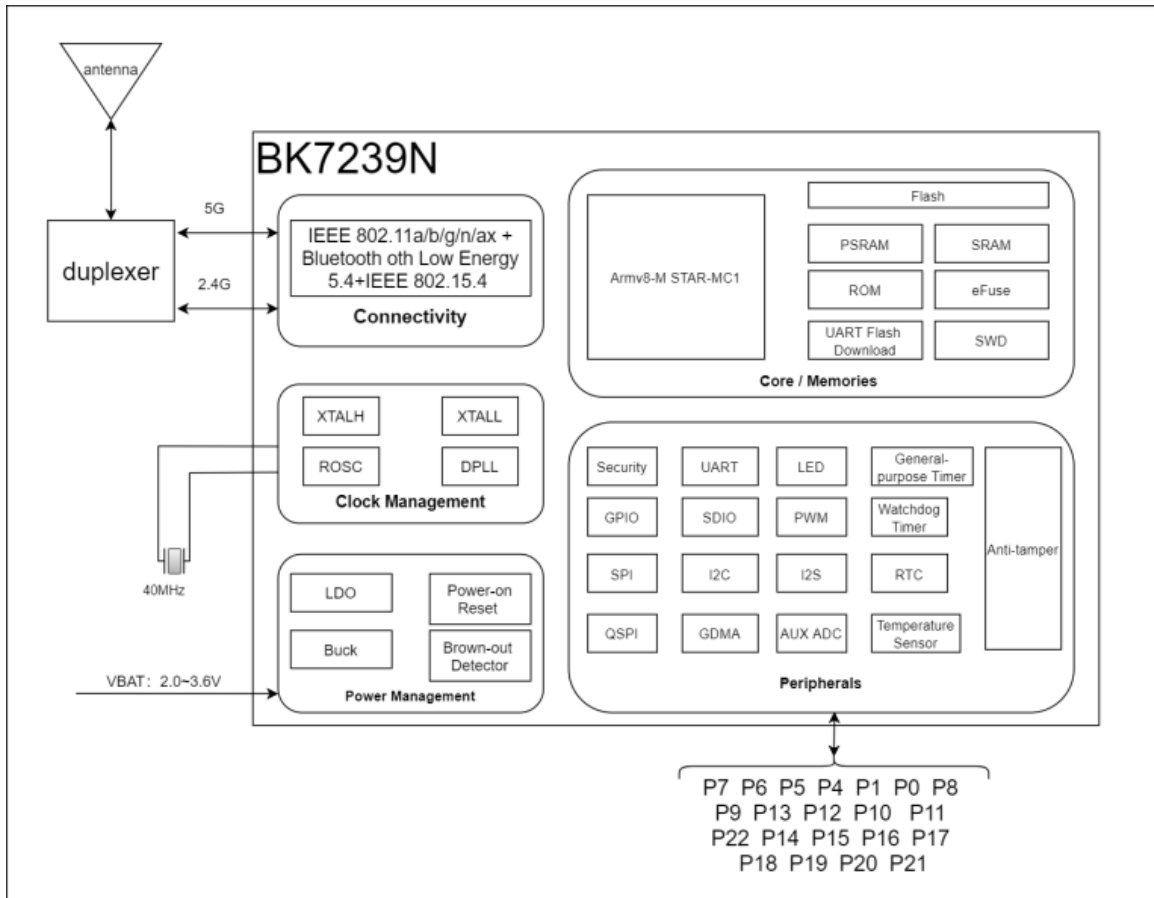 antenna
BK7239N
5G
duplexer
2.4G
IEEE 802.11a/b/g/n/ax +
Bluetooth oth Low Energy
5.4+IEEE 802.15.4
Connectivity
Armv8-M STAR-MC1
Flash
PSRAM
SRAM
ROM
eFuse
UART Flash
Download
SWD
Core / Memories
XTALH
XTALL
ROSC
DPLL
Clock Management
40MHz
Security
UART
LED
General-
purpose Timer
GPIO
SDIO
PWM
Watchdog
Timer
SPI
I2C
I2S
RTC
QSPI
GDMA
AUX ADC
Temperature
Sensor
Anti-tamper
Peripherals
LDO
Power-on
Reset
Buck
Brown-out
Detector
Power Management
VBAT: 2.0~3.6V
P7 P6 P5 P4 P1 P0 P8
P9 P13 P12 P10 P11
P22 P14 P15 P16 P17
P18 P19 P20 P21